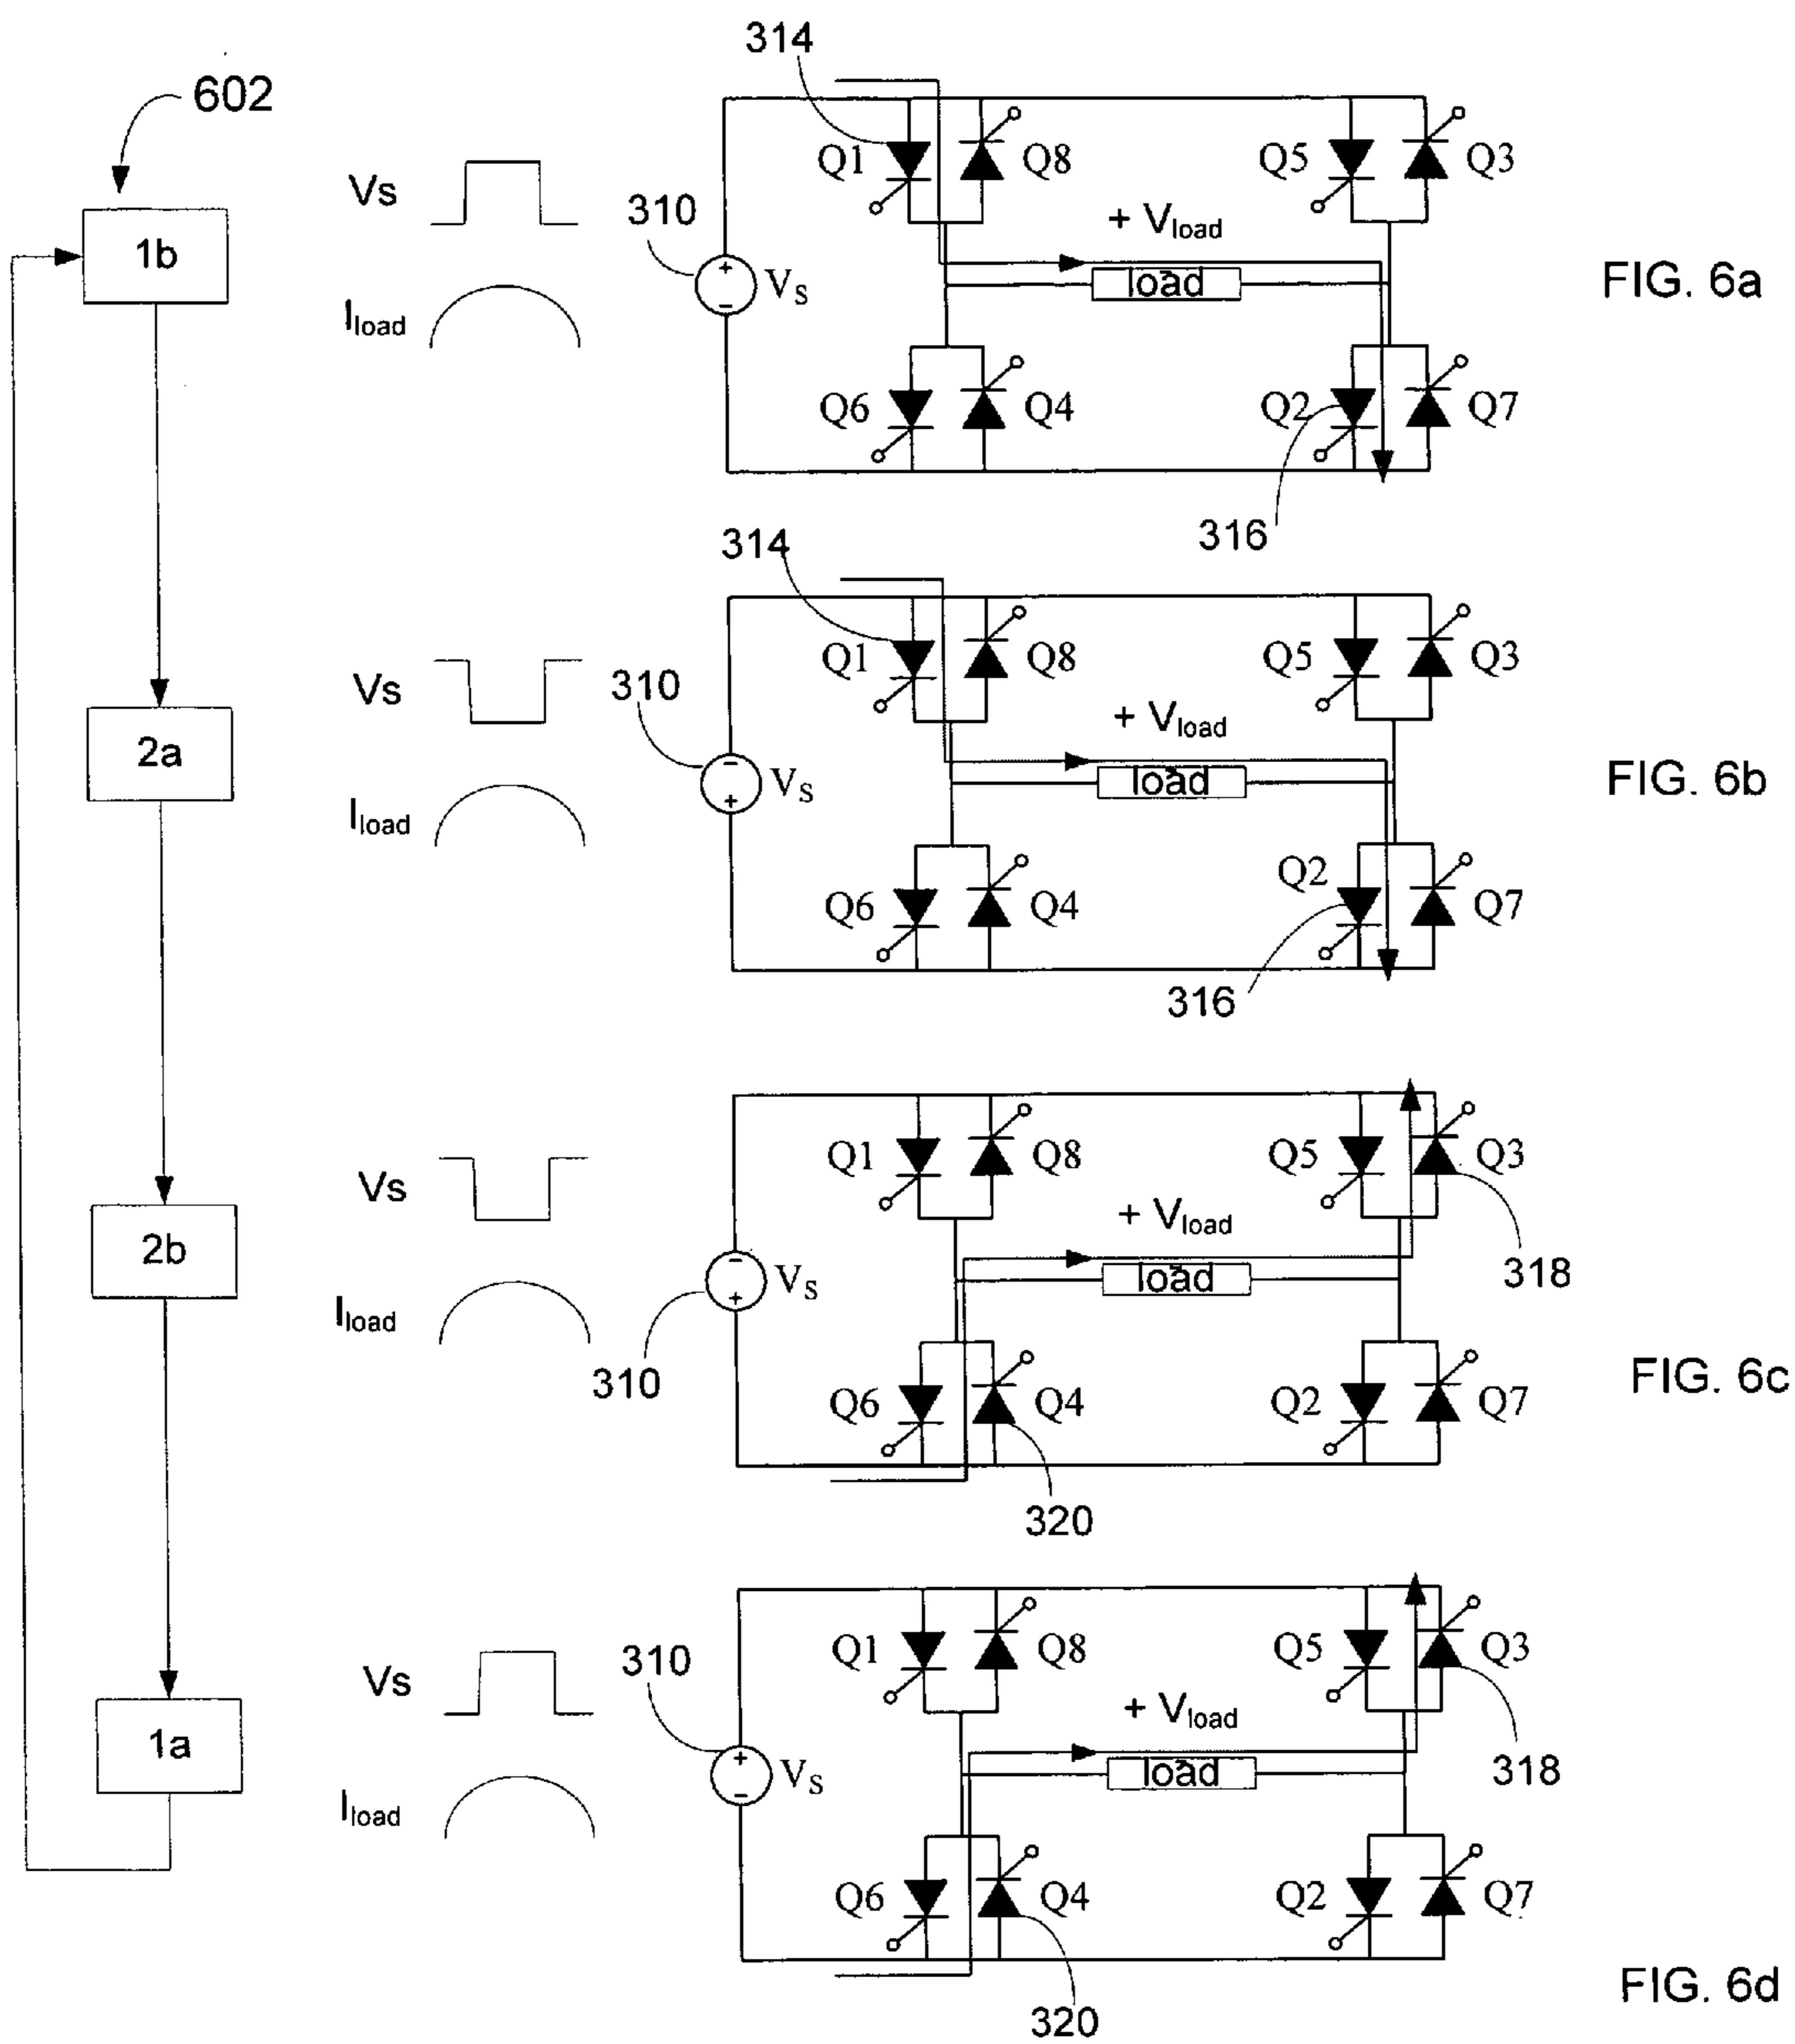 602
314
Vs
Q1
Q8
Q5
Q3
310
1b
+ Vload
+
VS
−
load
Iload
FIG. 6a
Q6
Q4
Q2
Q7
316
314
Vs
Q1
Q8
Q5
Q3
310
2a
+ Vload
−
VS
+
load
Iload
FIG. 6b
Q6
Q4
Q2
Q7
316
Vs
Q1
Q8
Q5
Q3
2b
+ Vload
−
VS
+
load
318
Iload
310
FIG. 6c
Q6
Q4
Q2
Q7
320
Vs
310
Q1
Q8
Q5
Q3
1a
+ Vload
+
VS
−
load
318
Iload
Q6
Q4
Q2
Q7
FIG. 6d
320